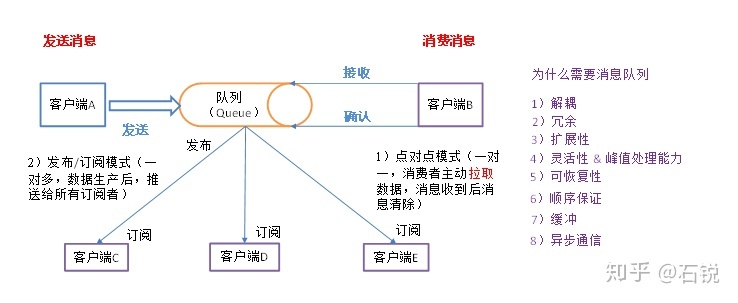 发送消息
消费消息
客户端A
发送
队列
（Queue）
接收
确认
客户端B
发布
2）发布/订阅模式（一
对多，数据生产后，推
送给所有订阅者）
1）点对点模式（一对
一，消费者主动拉取
数据，消息收到后消
息清除）
订阅
订阅
订阅
客户端C
客户端D
客户端E
为什么需要消息队列
1）解耦
2）冗余
3）扩展性
4）灵活性 & 峰值处理能力
5）可恢复性
6）顺序保证
7）缓冲
8）异步通信
知乎 @石锐